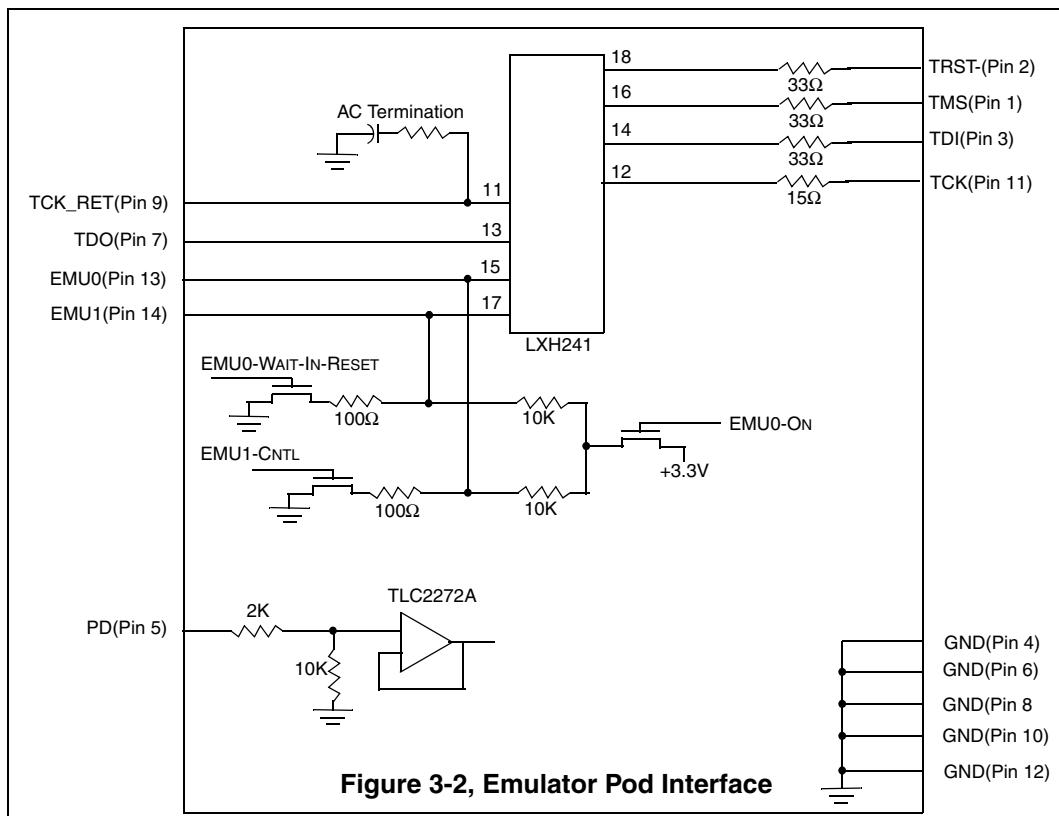 18
TRST-(Pin 2)
33Ω
16
TMS(Pin 1)
33Ω
AC Termination
14
TDI(Pin 3)
33Ω
12
TCK(Pin 11)
15Ω
TCK_RET(Pin 9)
11
TDO(Pin 7)
13
EMU0(Pin 13)
15
EMU1(Pin 14)
17
LXH241
EMU0-WAIT-IN-RESET
100Ω
10K
EMU0-ON
+3.3V
EMU1-CNTL
100Ω
10K
TLC2272A
PD(Pin 5)
2K
10K
GND(Pin 4)
GND(Pin 6)
GND(Pin 8
GND(Pin 10)
GND(Pin 12)
Figure 3-2, Emulator Pod Interface